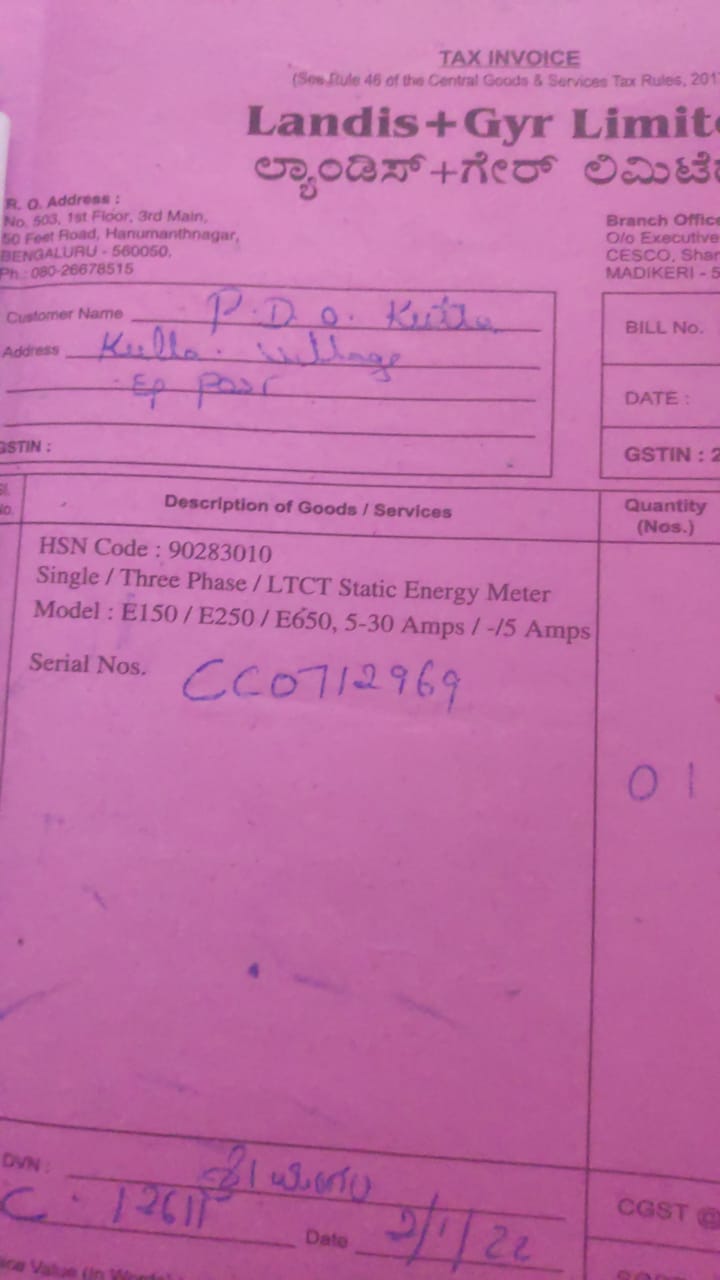 TAX INVOICE
(See Rule 46 of the Central Goods & Services Tax Rules, 201
Landis+Gyr Limit
ಲ್ಯಾಂಡಿಸ್+ಗೇರ್ ಲಿಮಿಟೆ
R. O. Address :
No. 503, 1st Floor, 3rd Main,
50 Feet Road, Hanumanthnagar,
BENGALURU - 560050,
Ph : 080-26678515
Branch Office
O/o Executive
CESCO, Shan
MADIKERI - 5
Customer Name P. D. O. Kutta
Address Kutta Village
GSTIN :
BILL No.
DATE :
GSTIN : 2
Sl. No.
Description of Goods / Services
Quantity
(Nos.)
HSN Code : 90283010
Single / Three Phase / LTCT Static Energy Meter
Model : E150 / E250 / E650, 5-30 Amps / -/5 Amps
Serial Nos. CC0712969
01
DVN :
Date 2/1/22
CGST @